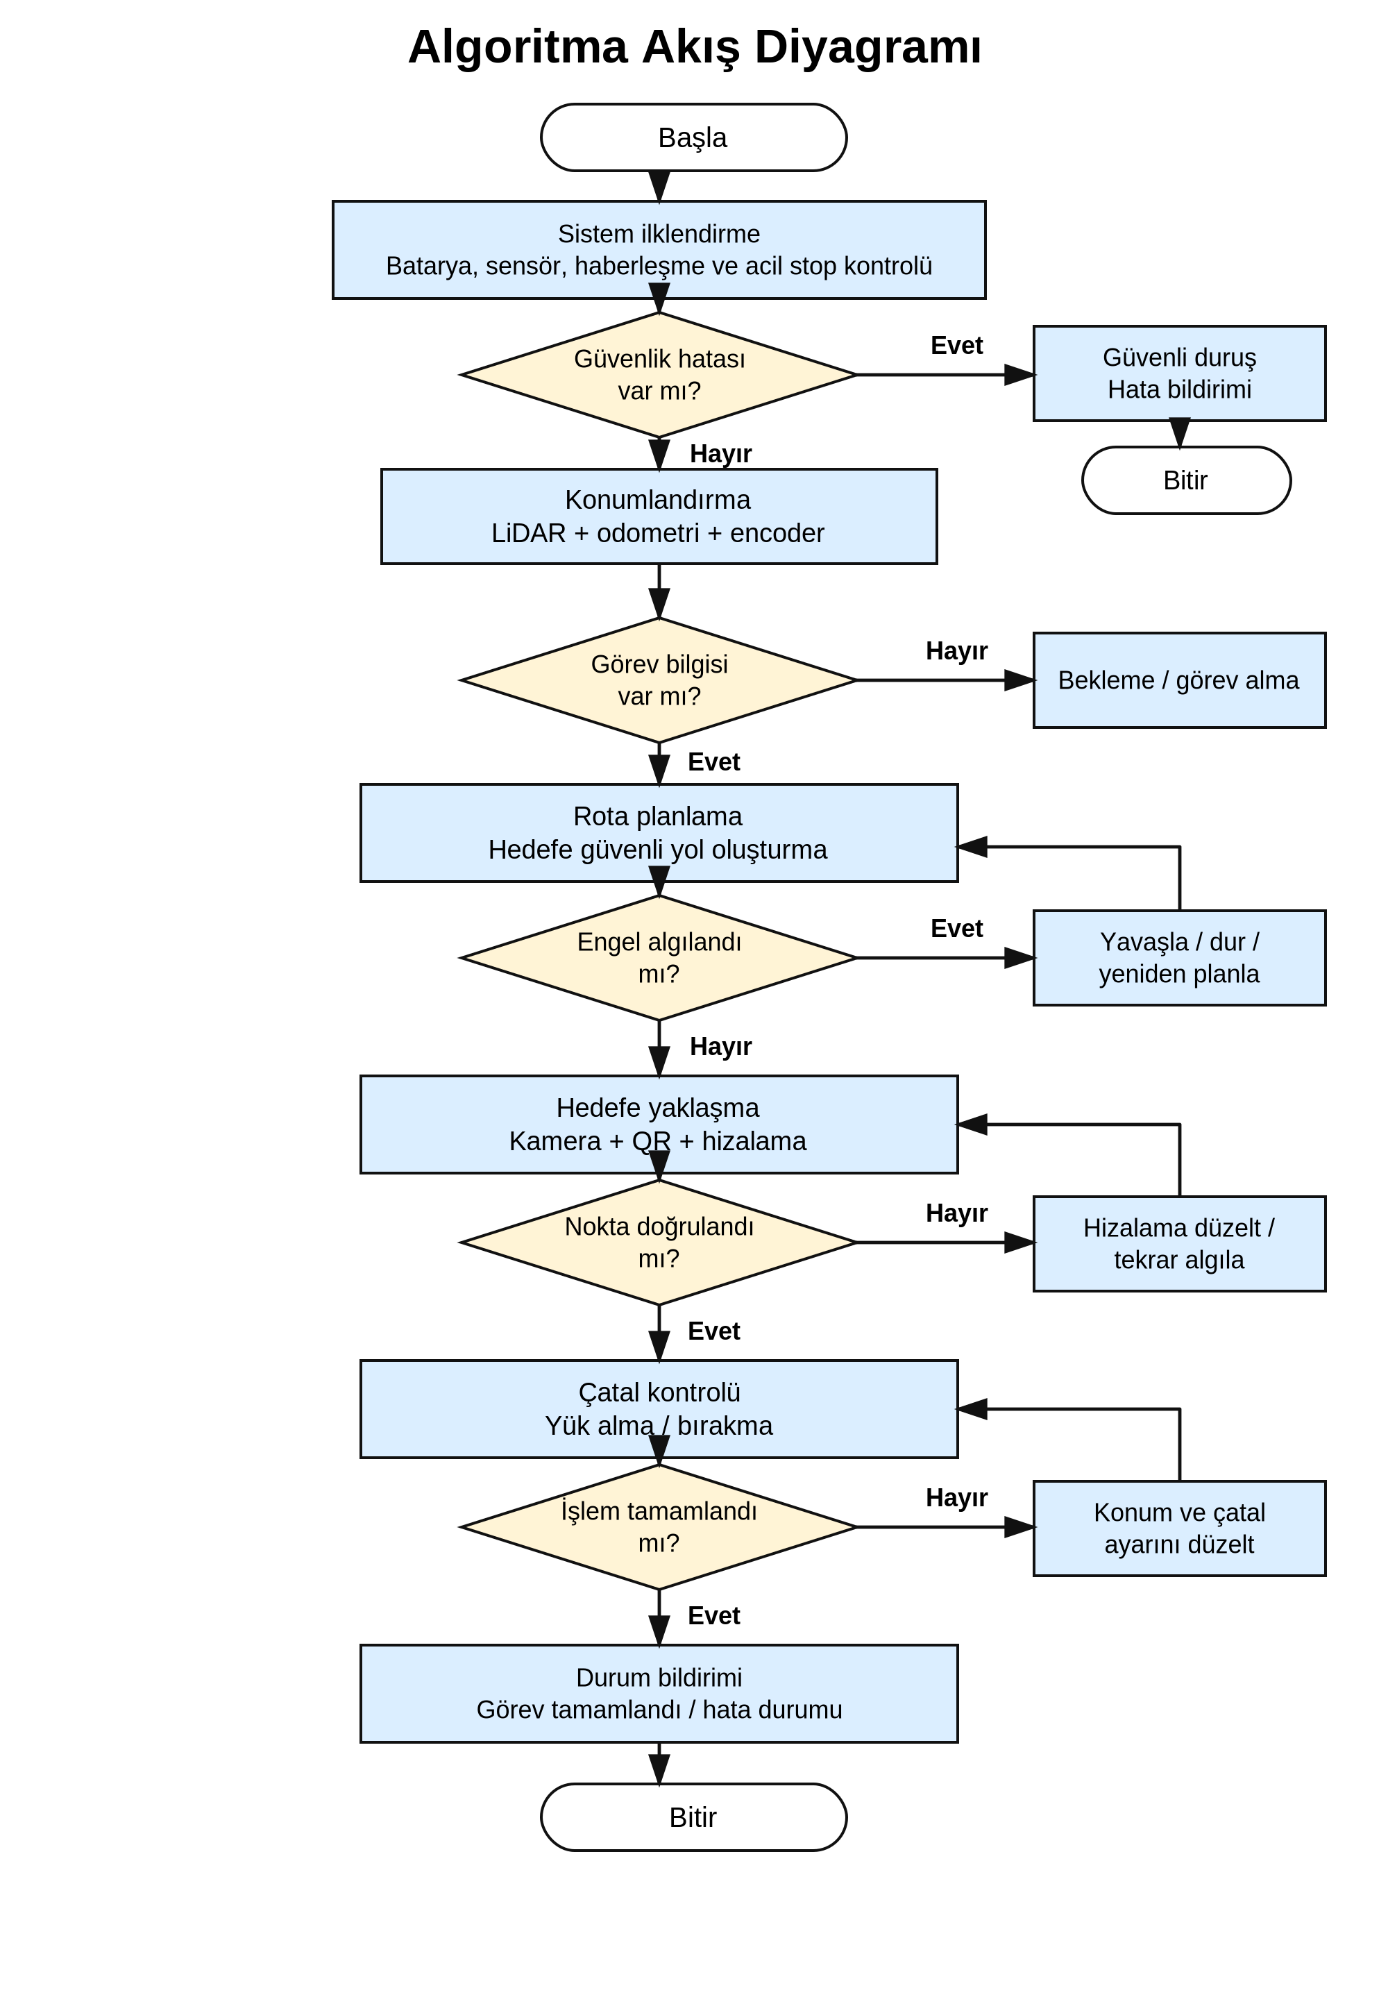 Algoritma Akış Diyagramı
Başla
Sistem ilklendirme
Batarya, sensör, haberleşme ve acil stop kontrolü
Güvenlik hatası
var mı?
Evet
Güvenli duruş
Hata bildirimi
Bitir
Hayır
Konumlandırma
LiDAR + odometri + encoder
Görev bilgisi
var mı?
Hayır
Bekleme / görev alma
Evet
Rota planlama
Hedefe güvenli yol oluşturma
Engel algılandı
mı?
Evet
Yavaşla / dur /
yeniden planla
Hayır
Hedefe yaklaşma
Kamera + QR + hizalama
Nokta doğrulandı
mı?
Hayır
Hizalama düzelt /
tekrar algıla
Evet
Çatal kontrolü
Yük alma / bırakma
İşlem tamamlandı
mı?
Hayır
Konum ve çatal
ayarını düzelt
Evet
Durum bildirimi
Görev tamamlandı / hata durumu
Bitir